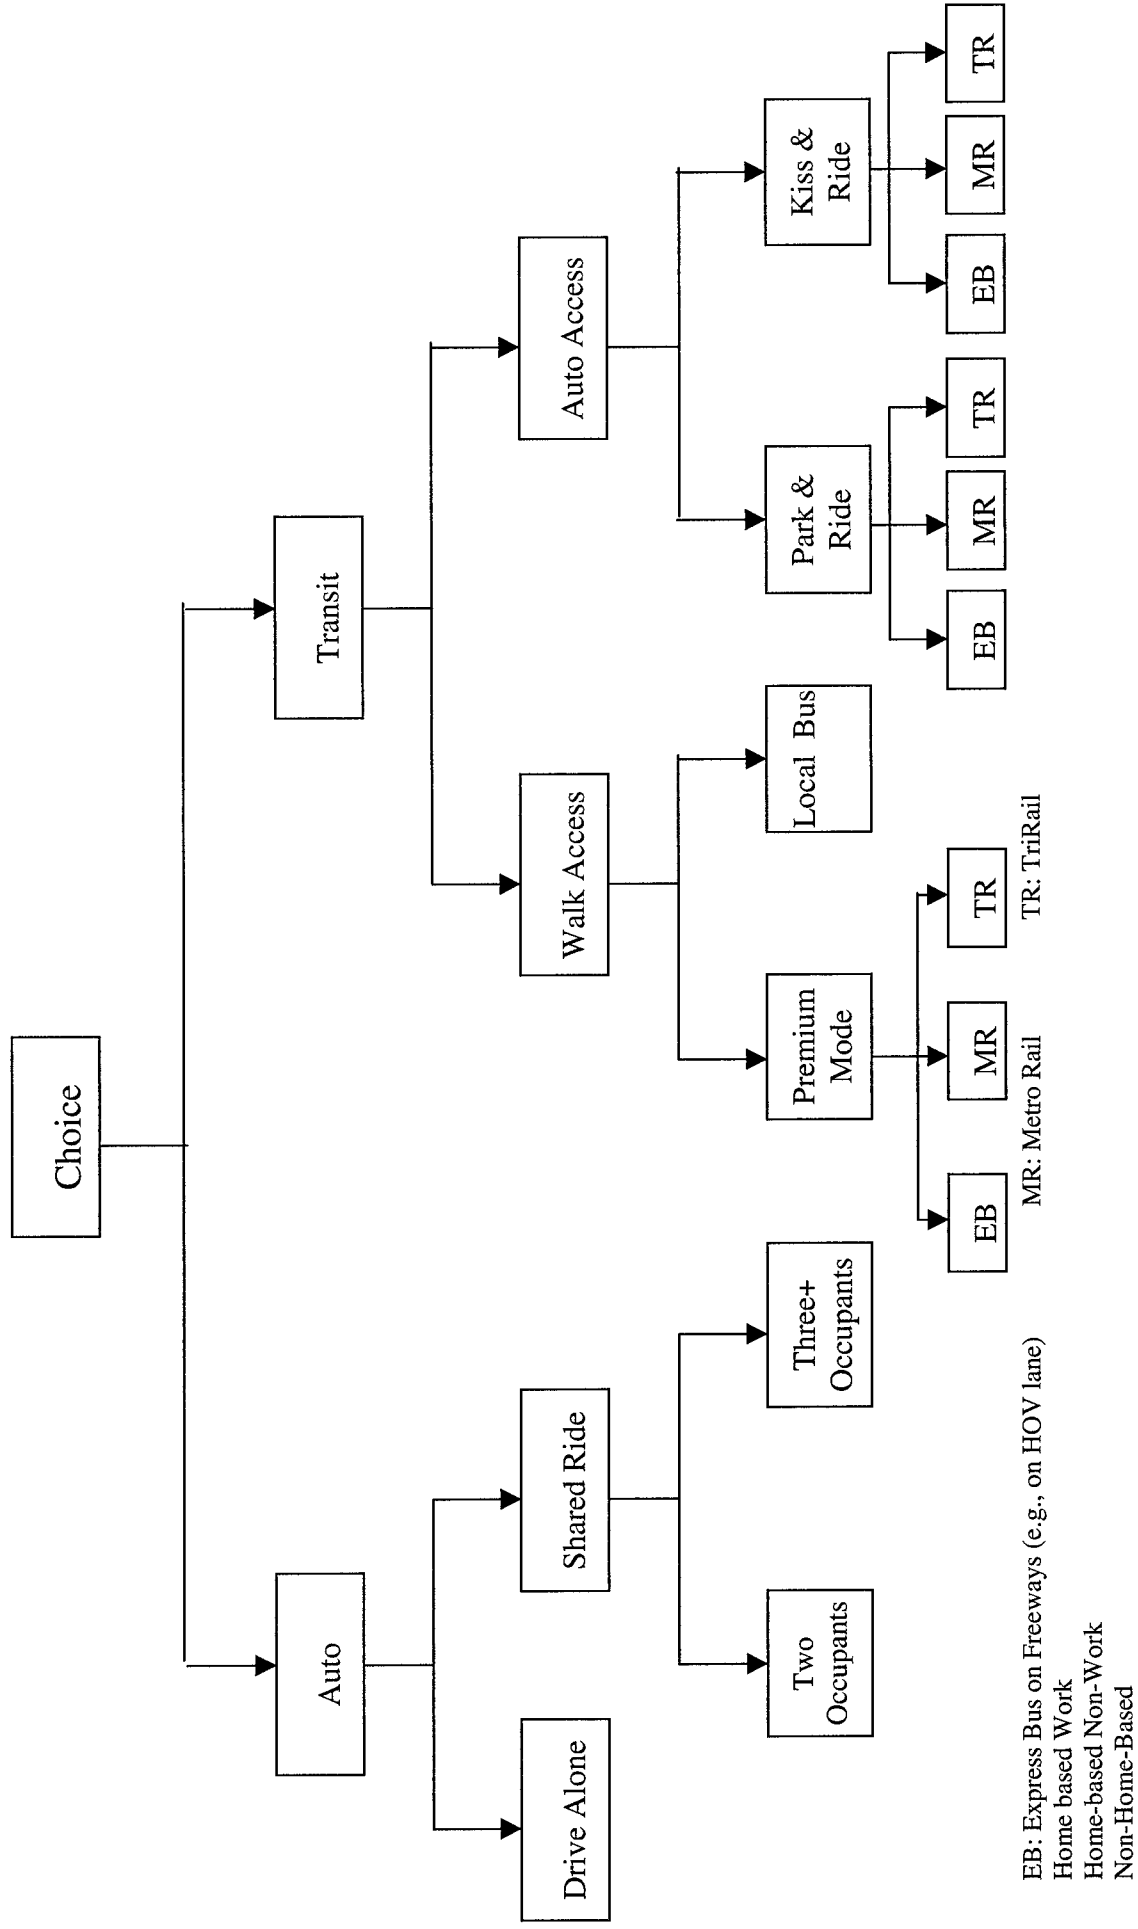 Choice
Auto
Transit
Drive Alone
Shared Ride
Walk Access
Auto Access
Two
Occupants
Three+
Occupants
Premium
Mode
Local Bus
Park &
Ride
Kiss &
Ride
EB
MR
TR
EB
MR
TR
EB
MR
TR
EB: Express Bus on Freeways (e.g., on HOV lane)
MR: Metro Rail
TR: TriRail
Home based Work
Home-based Non-Work
Non-Home-Based